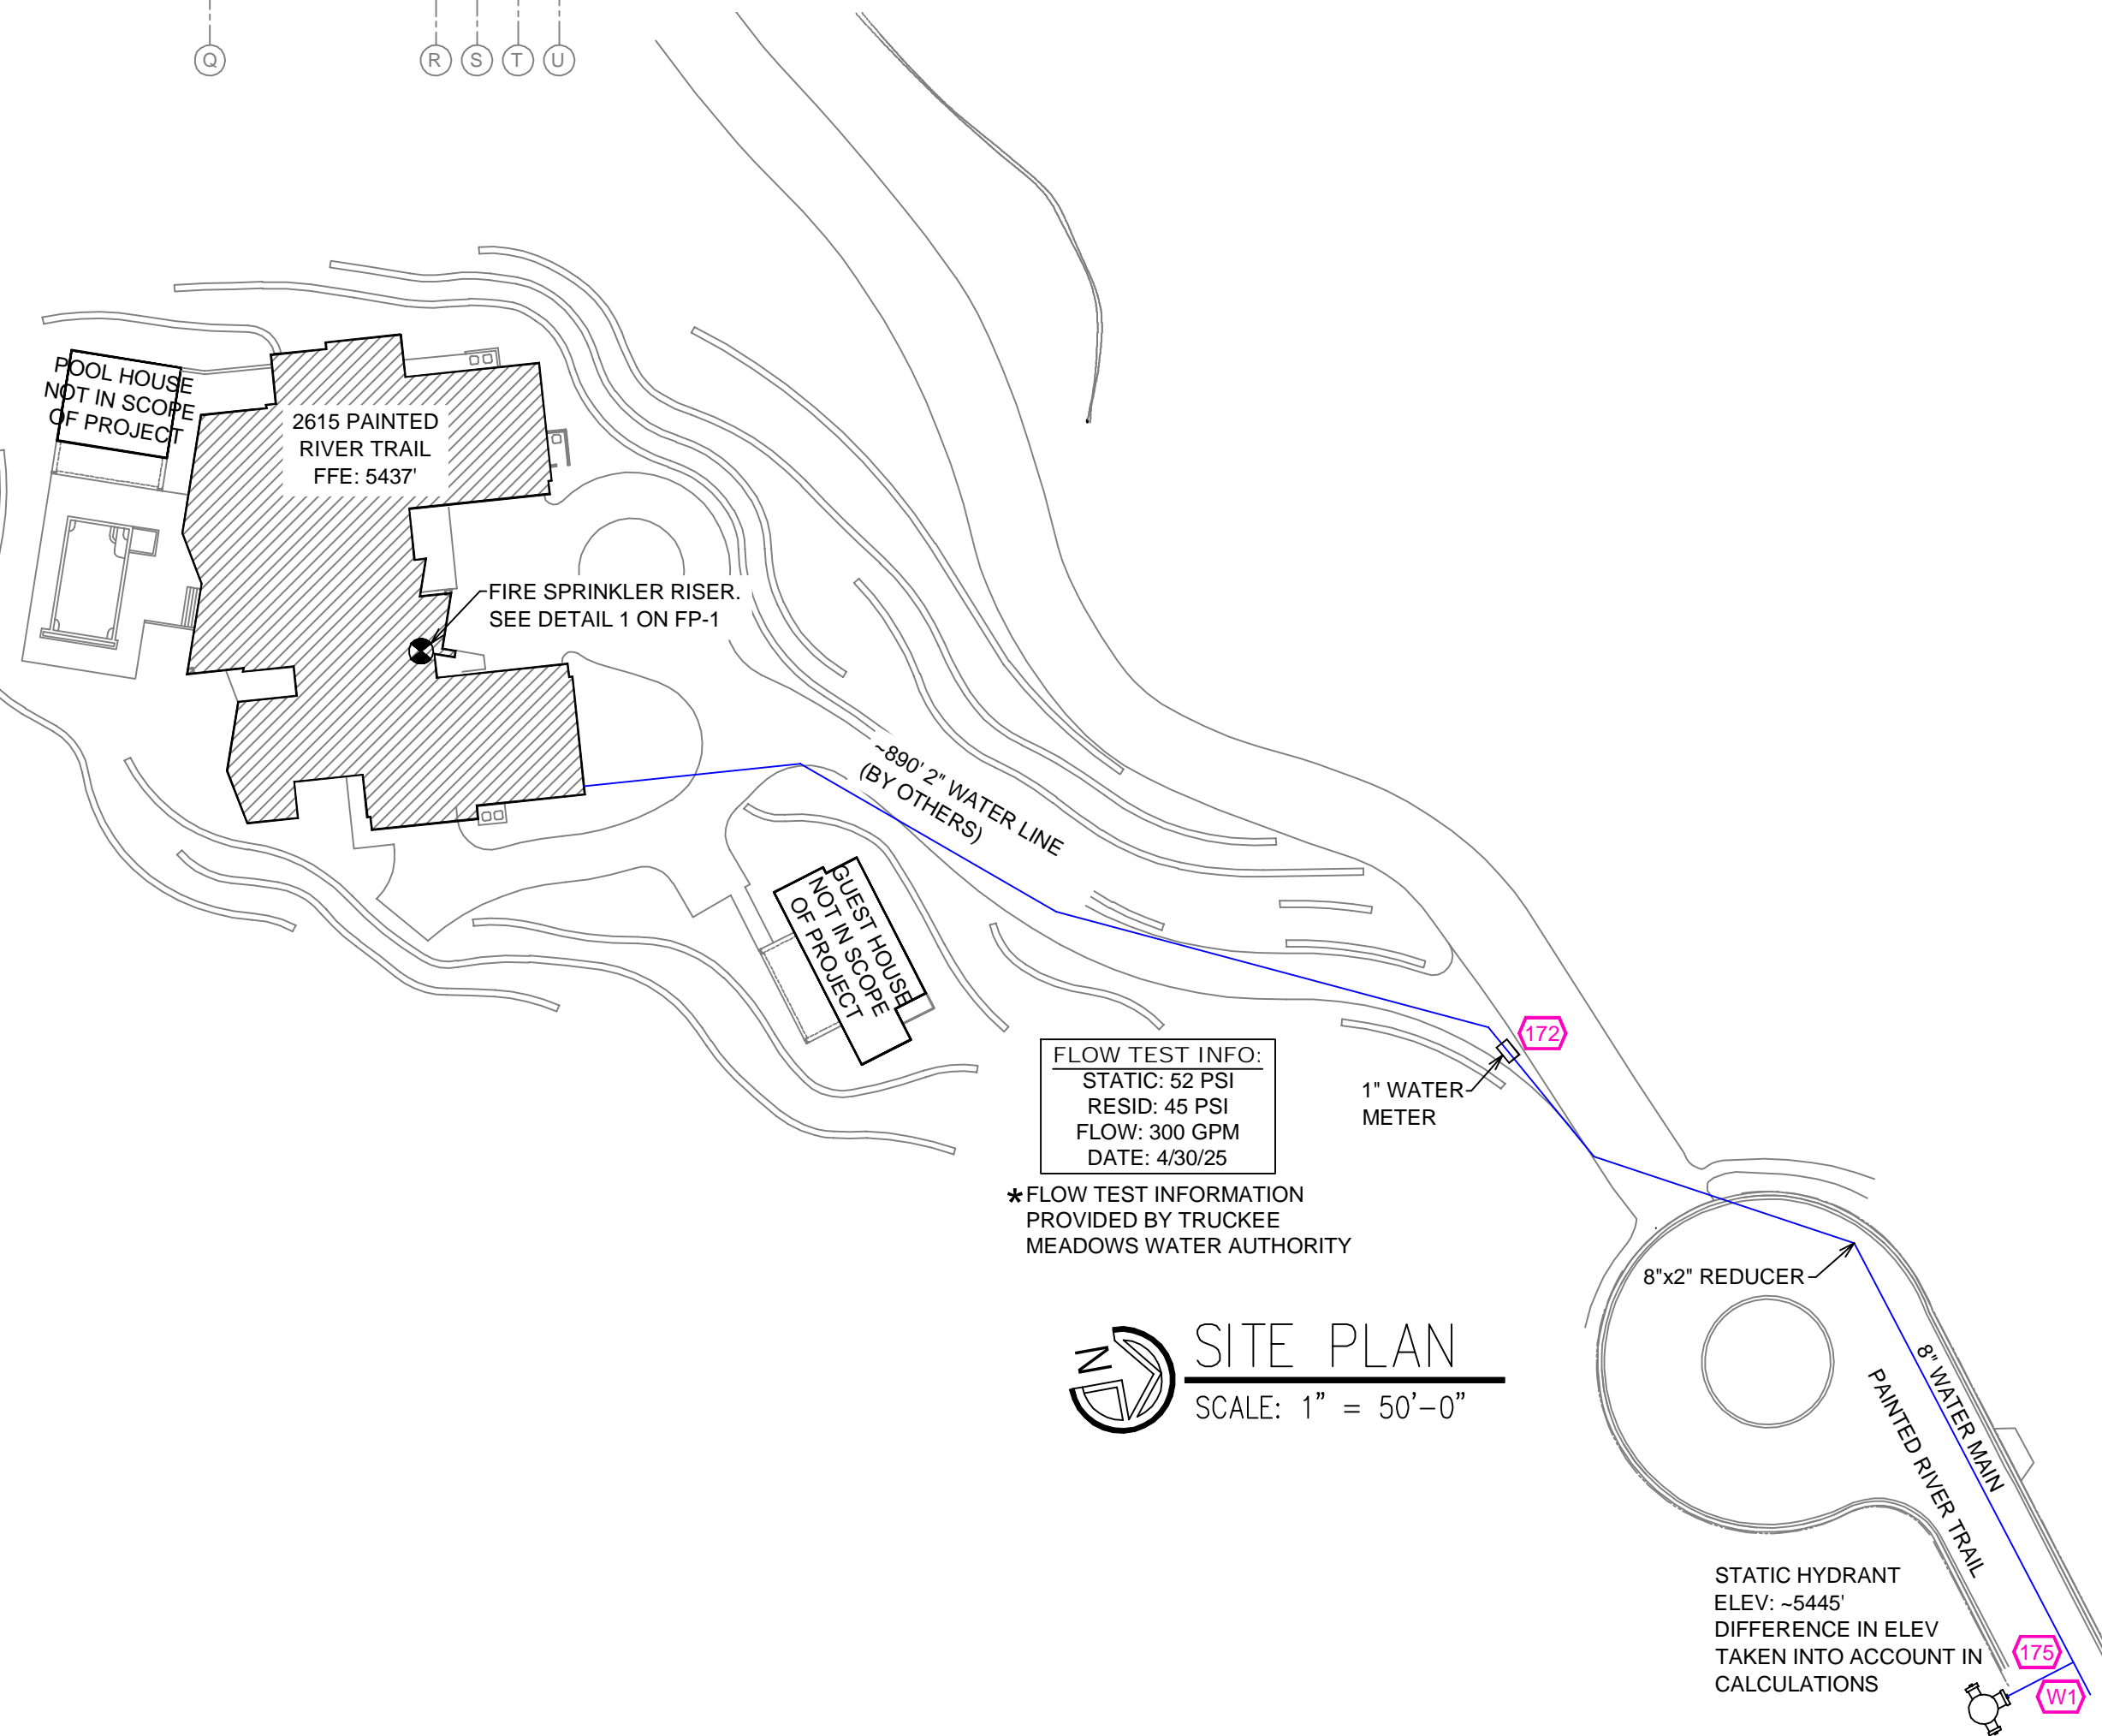 Q
R
S
T
U
POOL HOUSE
NOT IN SCOPE
OF PROJECT
2615 PAINTED
RIVER TRAIL
FFE: 5437'
FIRE SPRINKLER RISER.
SEE DETAIL 1 ON FP-1
~890' 2" WATER LINE
(BY OTHERS)
GUEST HOUSE
NOT IN SCOPE
OF PROJECT
172
1" WATER
METER
FLOW TEST INFO:
STATIC: 52 PSI
RESID: 45 PSI
FLOW: 300 GPM
DATE: 4/30/25
*FLOW TEST INFORMATION
PROVIDED BY TRUCKEE
MEADOWS WATER AUTHORITY
8"x2" REDUCER
N
SITE PLAN
SCALE: 1" = 50'-0"
8" WATER MAIN
PAINTED RIVER TRAIL
STATIC HYDRANT
ELEV: ~5445'
DIFFERENCE IN ELEV
TAKEN INTO ACCOUNT IN
CALCULATIONS
175
W1